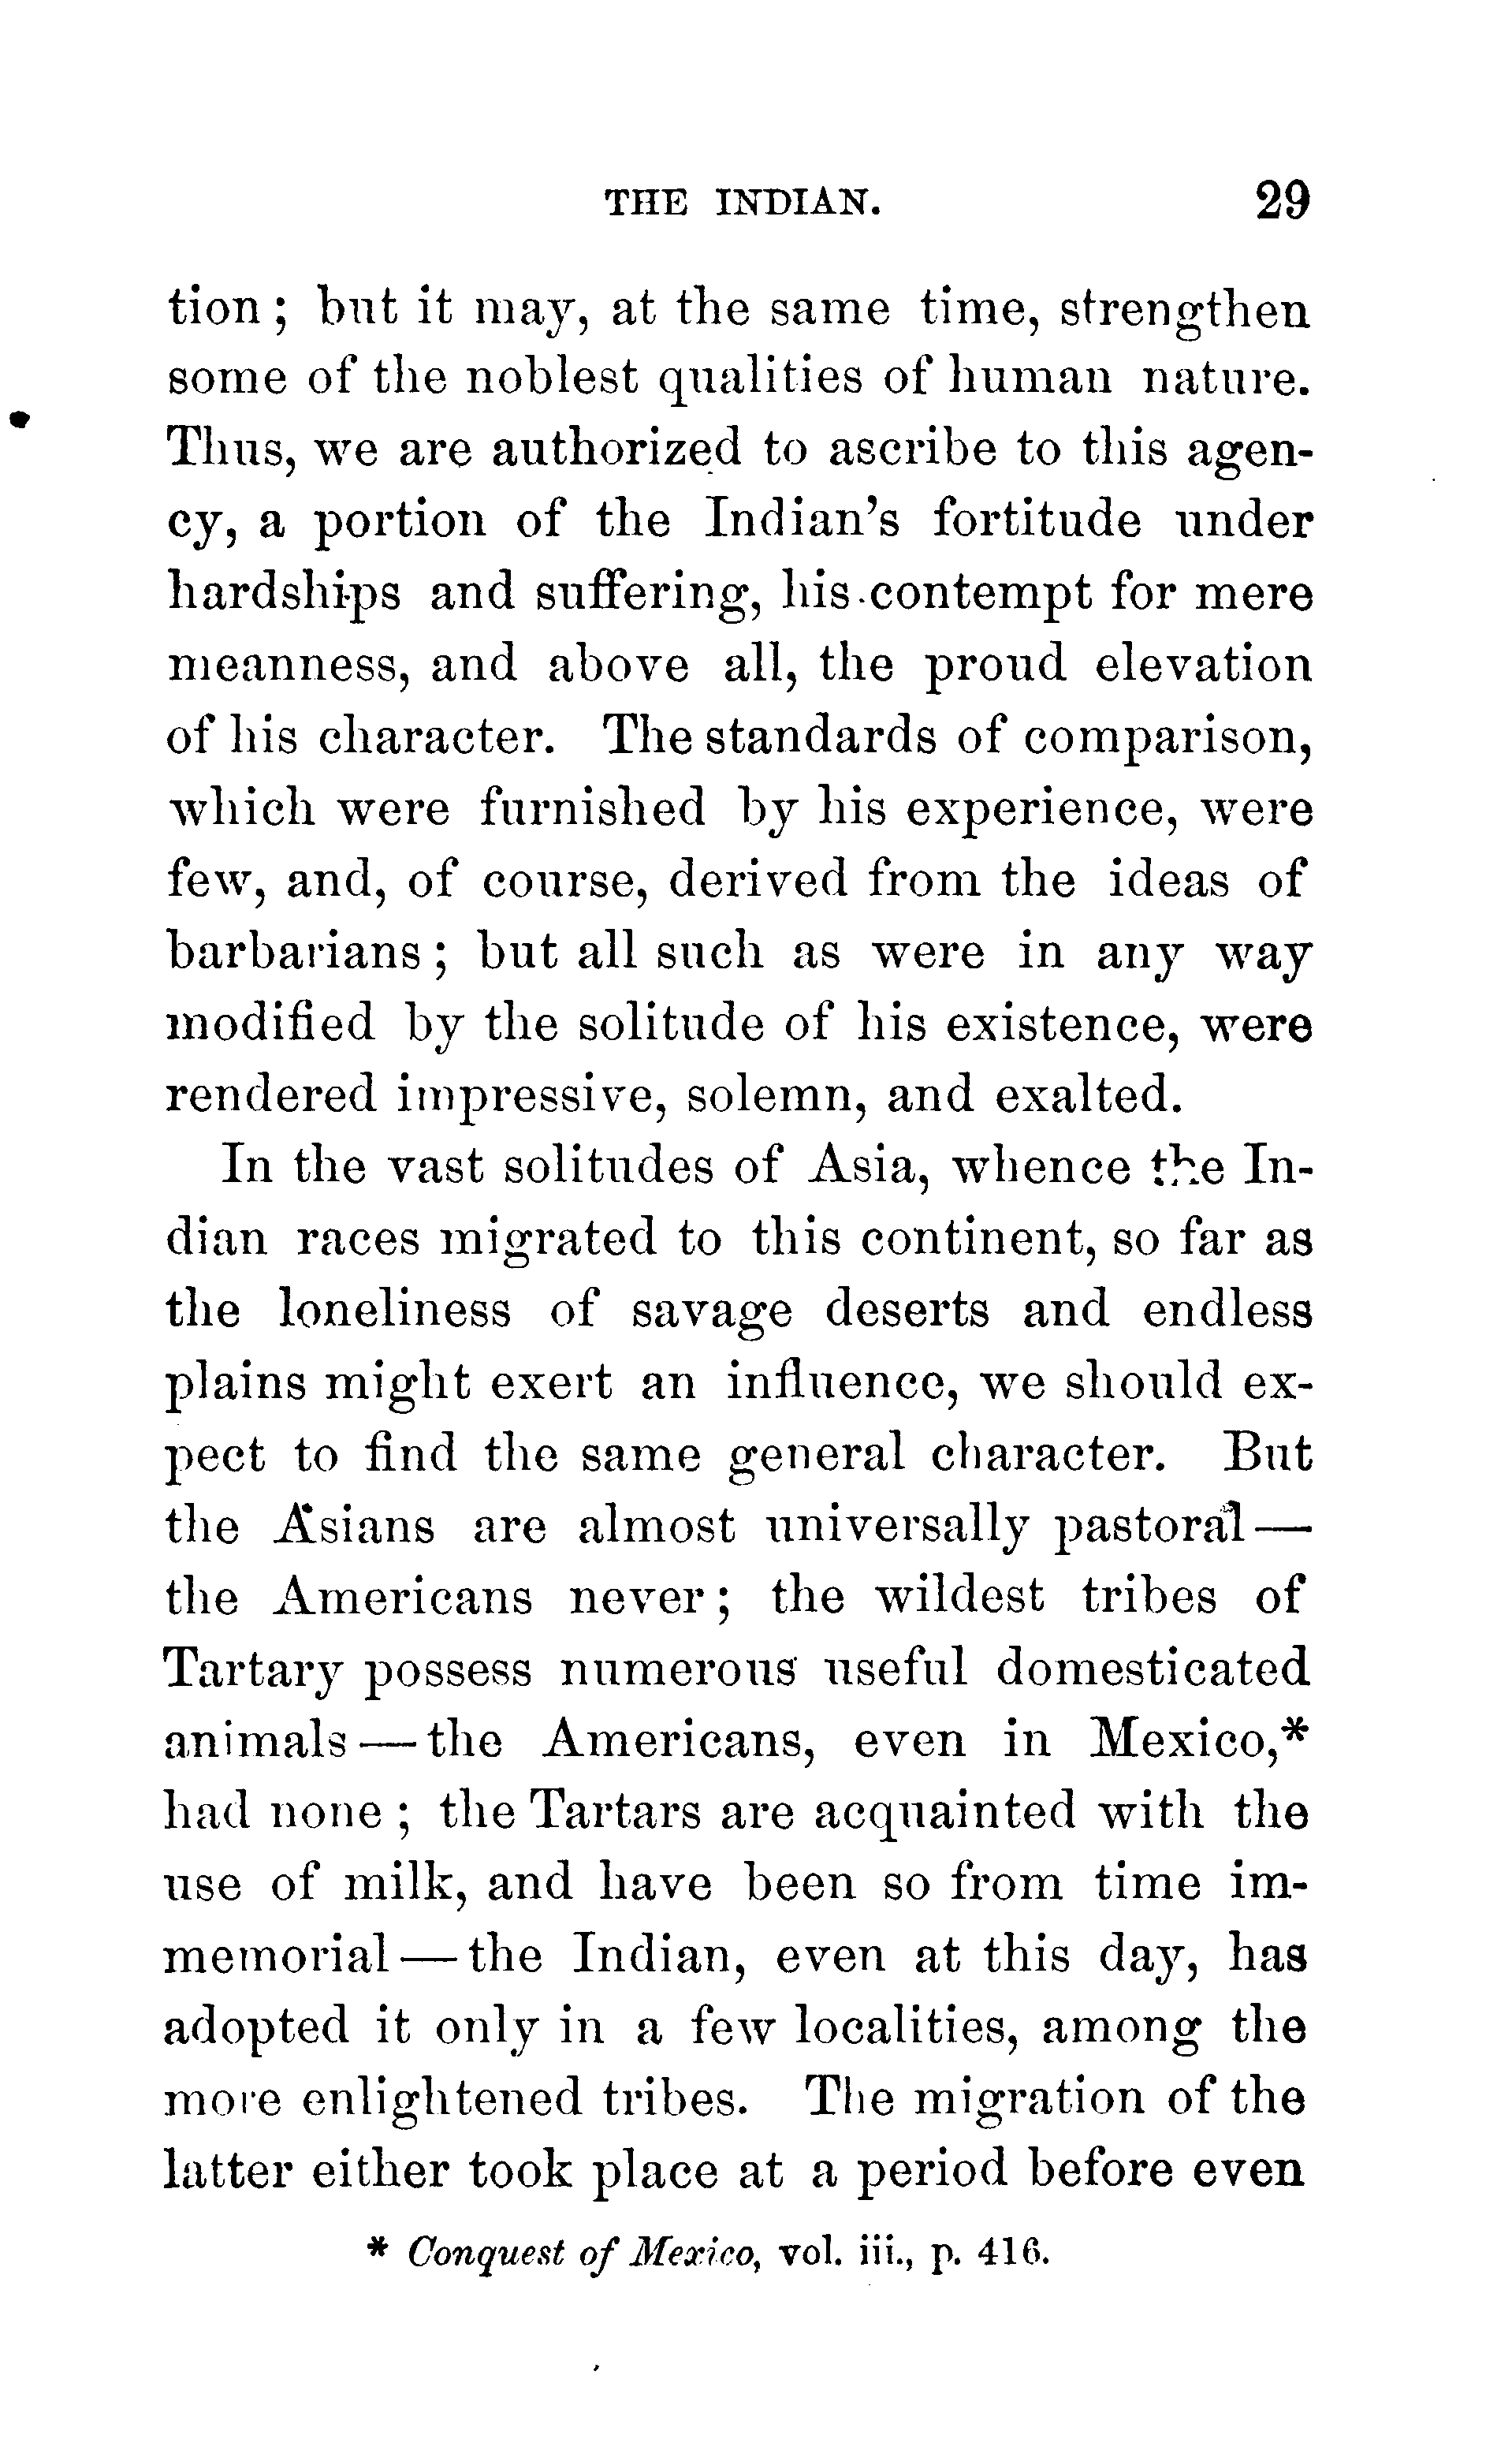 THE INDIAN. 29
tion; but it may, at the same time, strengthen
some of the noblest qualities of human nature.
Thus, we are authorized to ascribe to this agen-
cy, a portion of the Indian's fortitude under
hardships and suffering, his contempt for mere
meanness, and above all, the proud elevation
of his character. The standards of comparison,
which were furnished by his experience, were
few, and, of course, derived from the ideas of
barbarians; but all such as were in any way
modified by the solitude of his existence, were
rendered impressive, solemn, and exalted.
In the vast solitudes of Asia, whence the In-
dian races migrated to this continent, so far as
the loneliness of savage deserts and endless
plains might exert an influence, we should ex-
pect to find the same general character. But
the Asians are almost universally pastoral—
the Americans never; the wildest tribes of
Tartary possess numerous useful domesticated
animals—the Americans, even in Mexico,*
had none; the Tartars are acquainted with the
use of milk, and have been so from time im-
memorial—the Indian, even at this day, has
adopted it only in a few localities, among the
more enlightened tribes. The migration of the
latter either took place at a period before even
* Conquest of Mexico, vol. iii., p. 416.